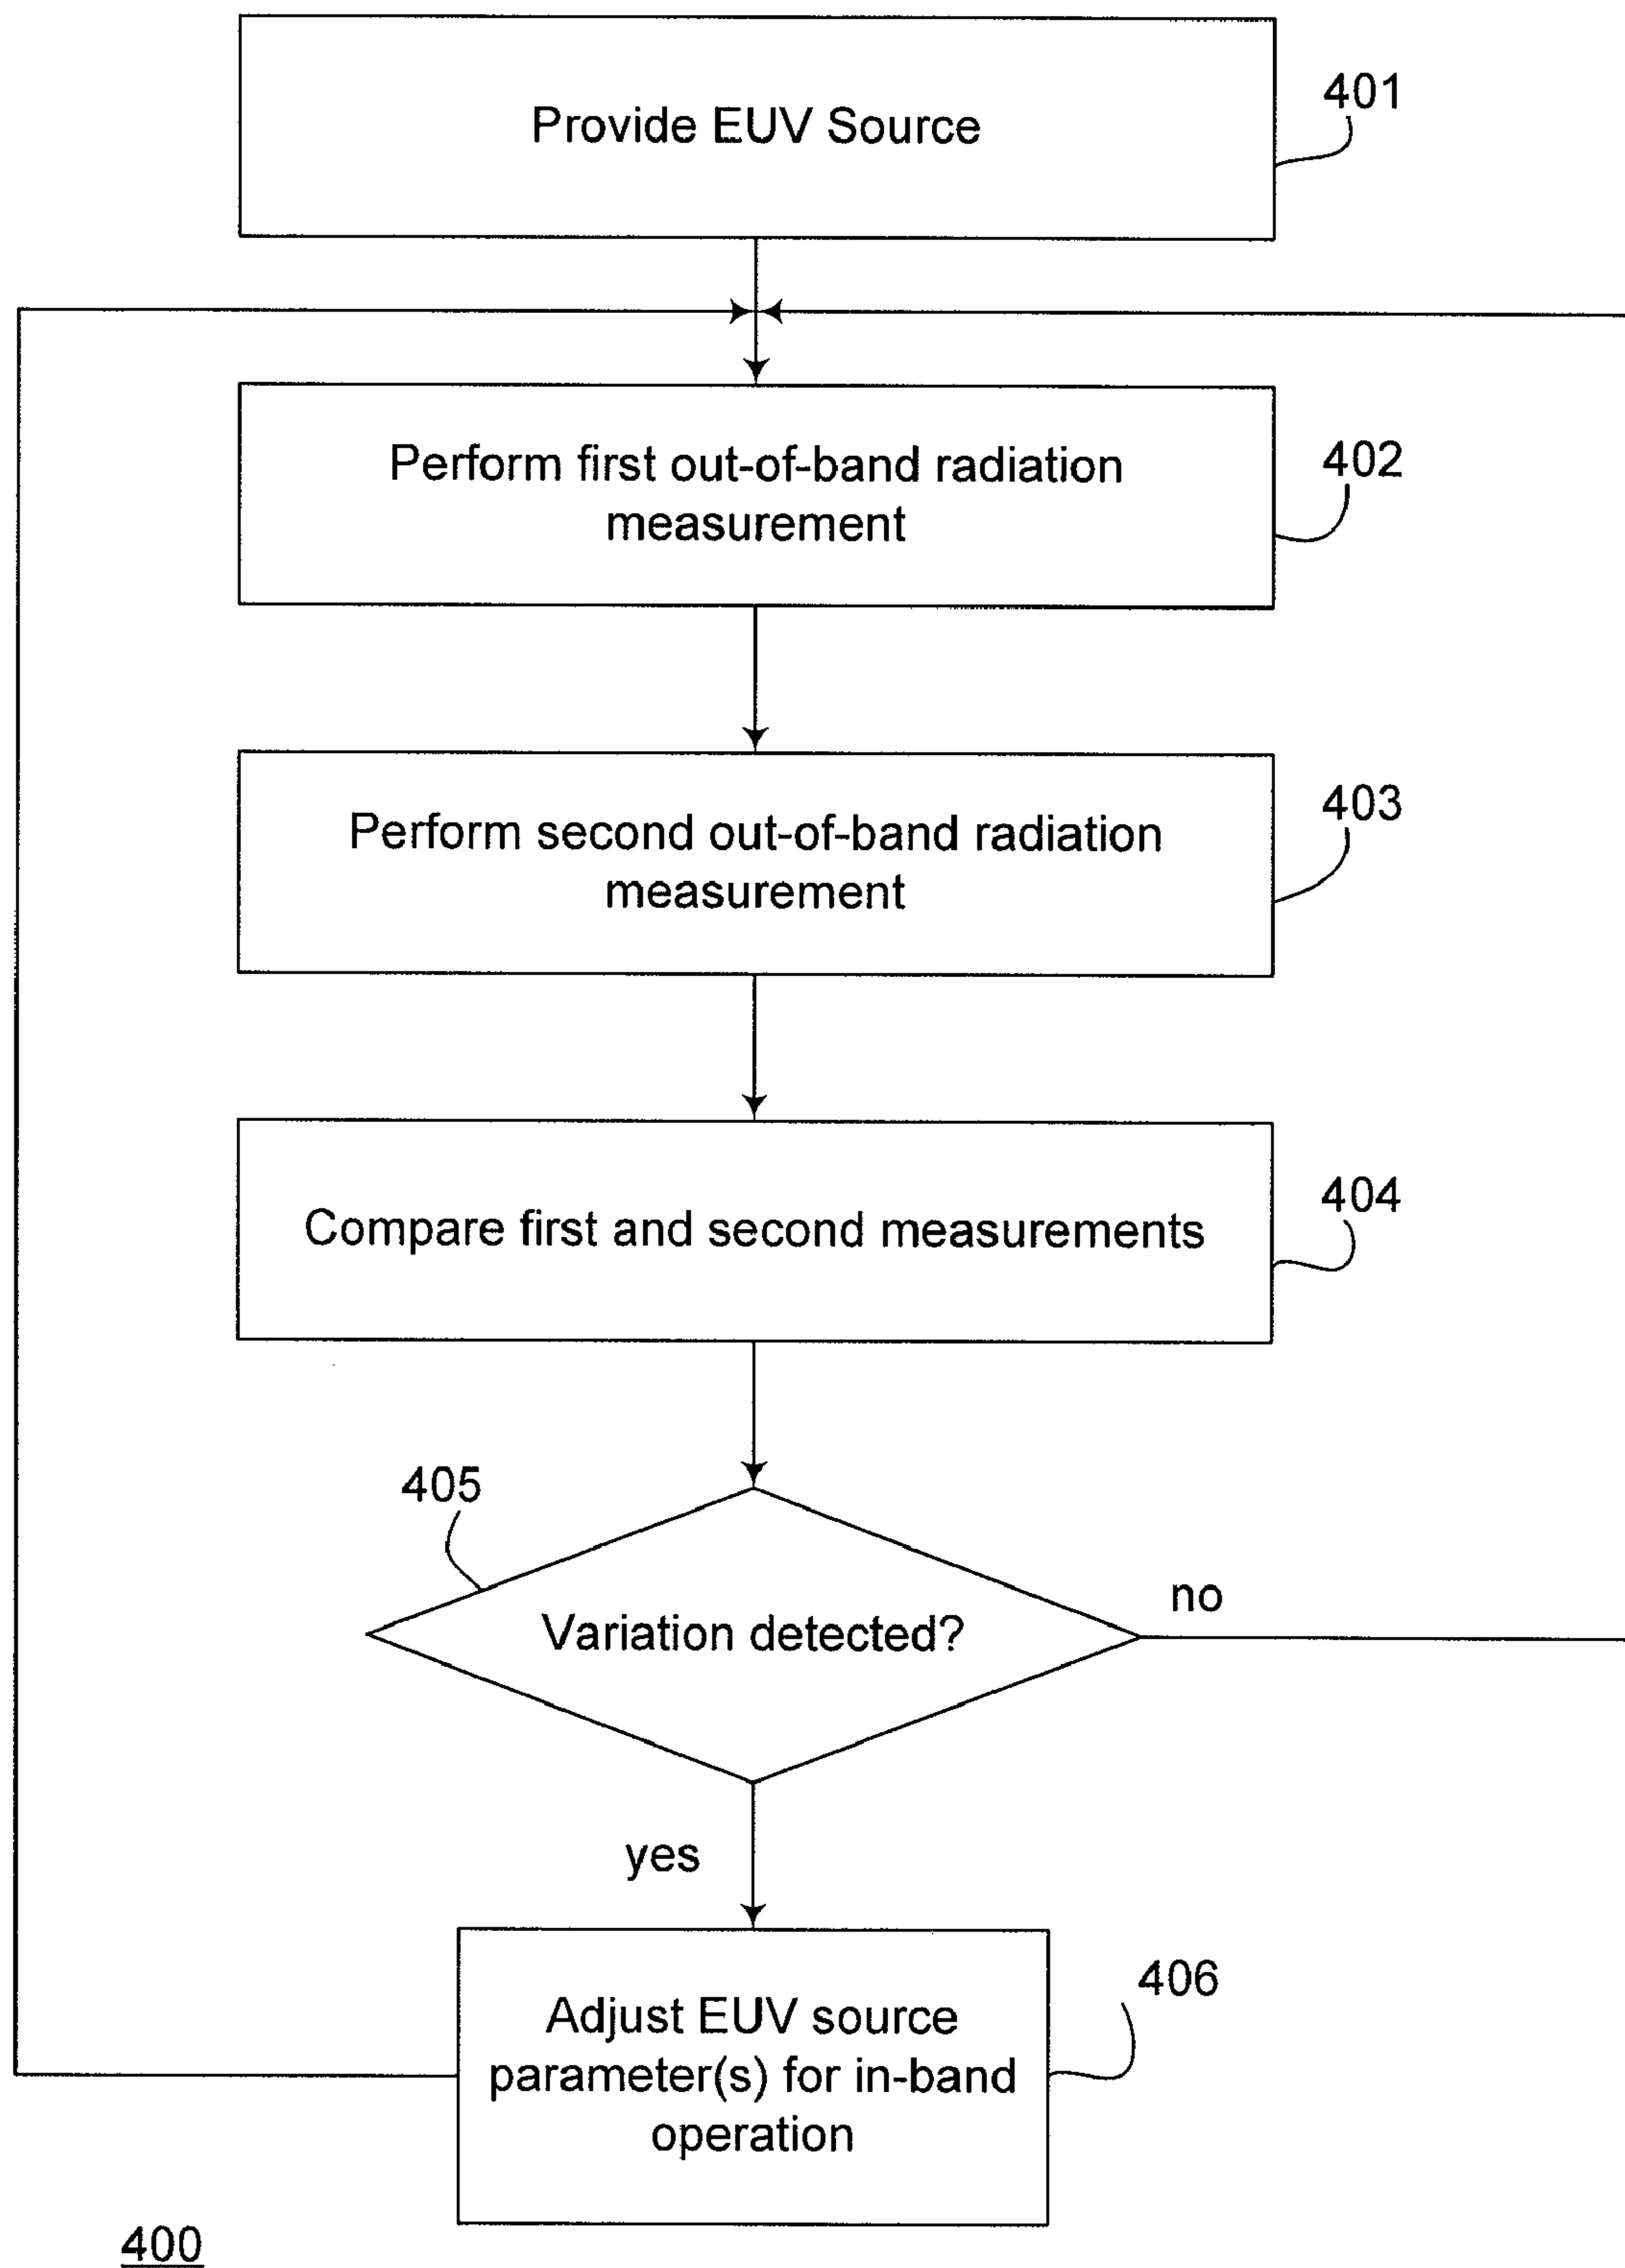 Provide EUV Source
401
Perform first out-of-band radiation
measurement
402
Perform second out-of-band radiation
measurement
403
Compare first and second measurements
404
405
Variation detected?
no
yes
Adjust EUV source
parameter(s) for in-band
operation
406
400